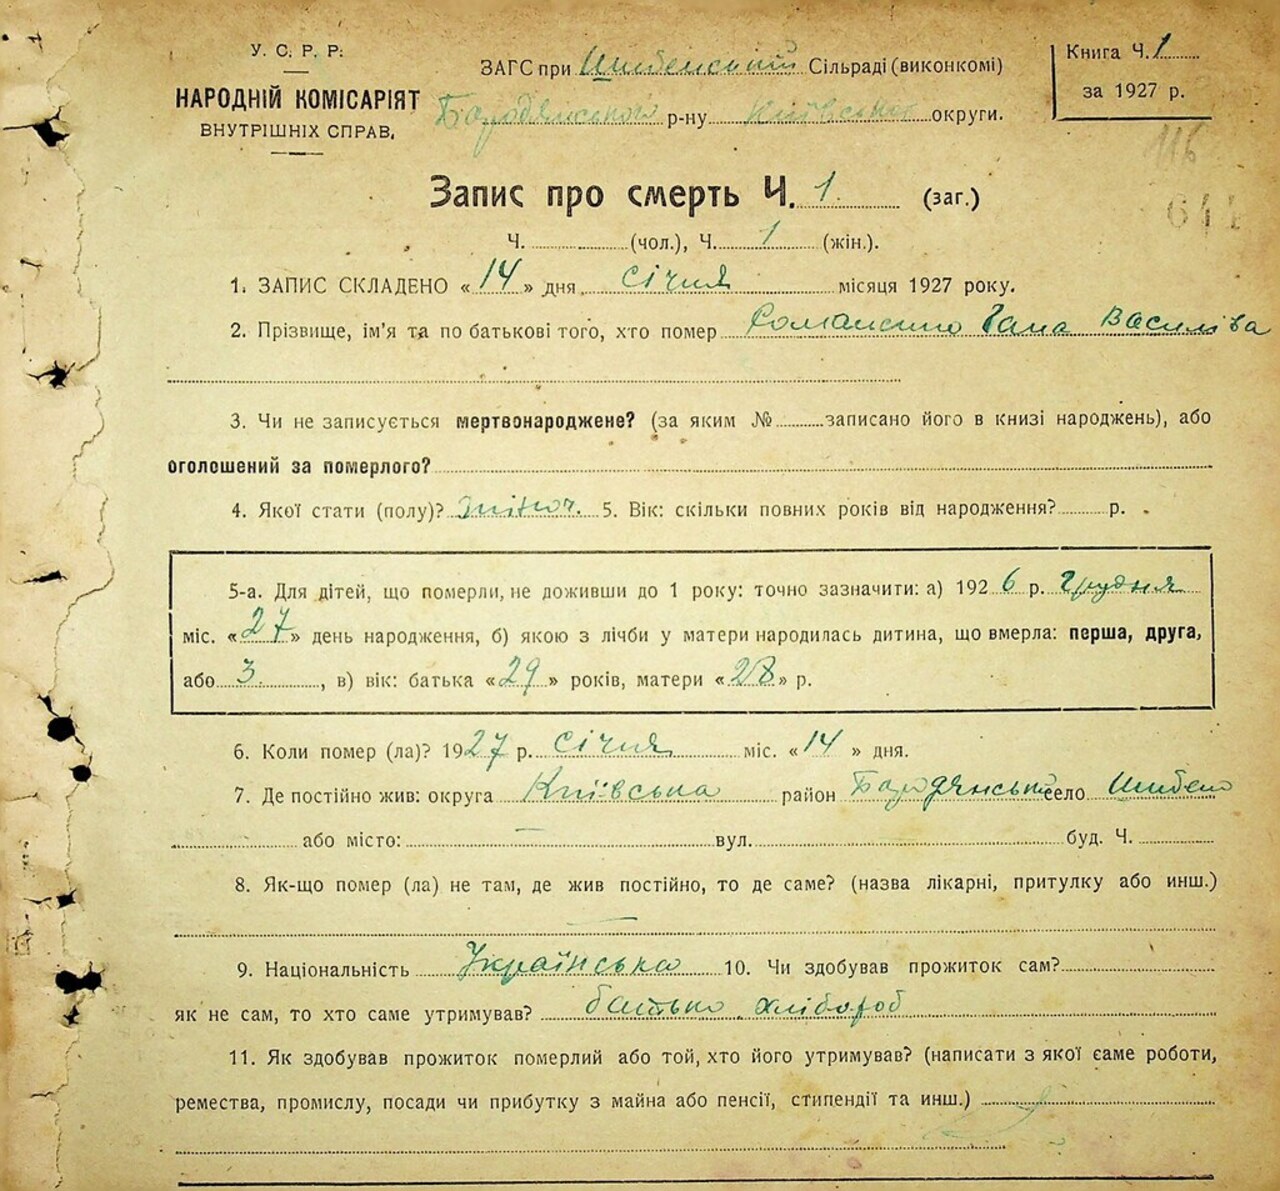 У. С. Р. Р.
НАРОДНІЙ КОМІСАРІЯТ
ВНУТРІШНІХ СПРАВ.
ЗАГС при Шибенський Сільраді (виконкомі)
Бородянського р-ну Київської округи.
Книга Ч. 1
за 1927 р.
116
Запис про смерть Ч. 1 (заг.)
Ч. (чол.), Ч. 1 (жін.).
1. ЗАПИС СКЛАДЕНО «14» дня січня місяця 1927 року.
2. Прізвище, ім'я та по батькові того, хто помер Гана Василіва
3. Чи не записується мертвонароджене? (за яким № записано його в книзі народжень), або
оголошений за померлого?
4. Якої стати (полу)? жіноч. 5. Вік: скільки повних років від народження? р.
5-а. Для дітей, що померли, не доживши до 1 року: точно зазначити: а) 1926 р. грудня
міс. «27» день народження, б) якою з лічби у матери народилась дитина, що вмерла: перша, друга,
або 3. , в) вік: батька «29» років, матери «28» р.
6. Коли помер (ла)? 1927 р. січня міс. «14» дня.
7. Де постійно жив: округа Київська район Бородянський село Шибено
або місто: — вул. буд. Ч.
8. Як-що помер (ла) не там, де жив постійно, то де саме? (назва лікарні, притулку або инш.)
—
9. Національність Українська 10. Чи здобував прожиток сам?
як не сам, то хто саме утримував? батько хлібороб
11. Як здобував прожиток померлий або той, хто його утримував? (написати з якої саме роботи,
ремества, промислу, посади чи прибутку з майна або пенсії, стипендії та инш.)